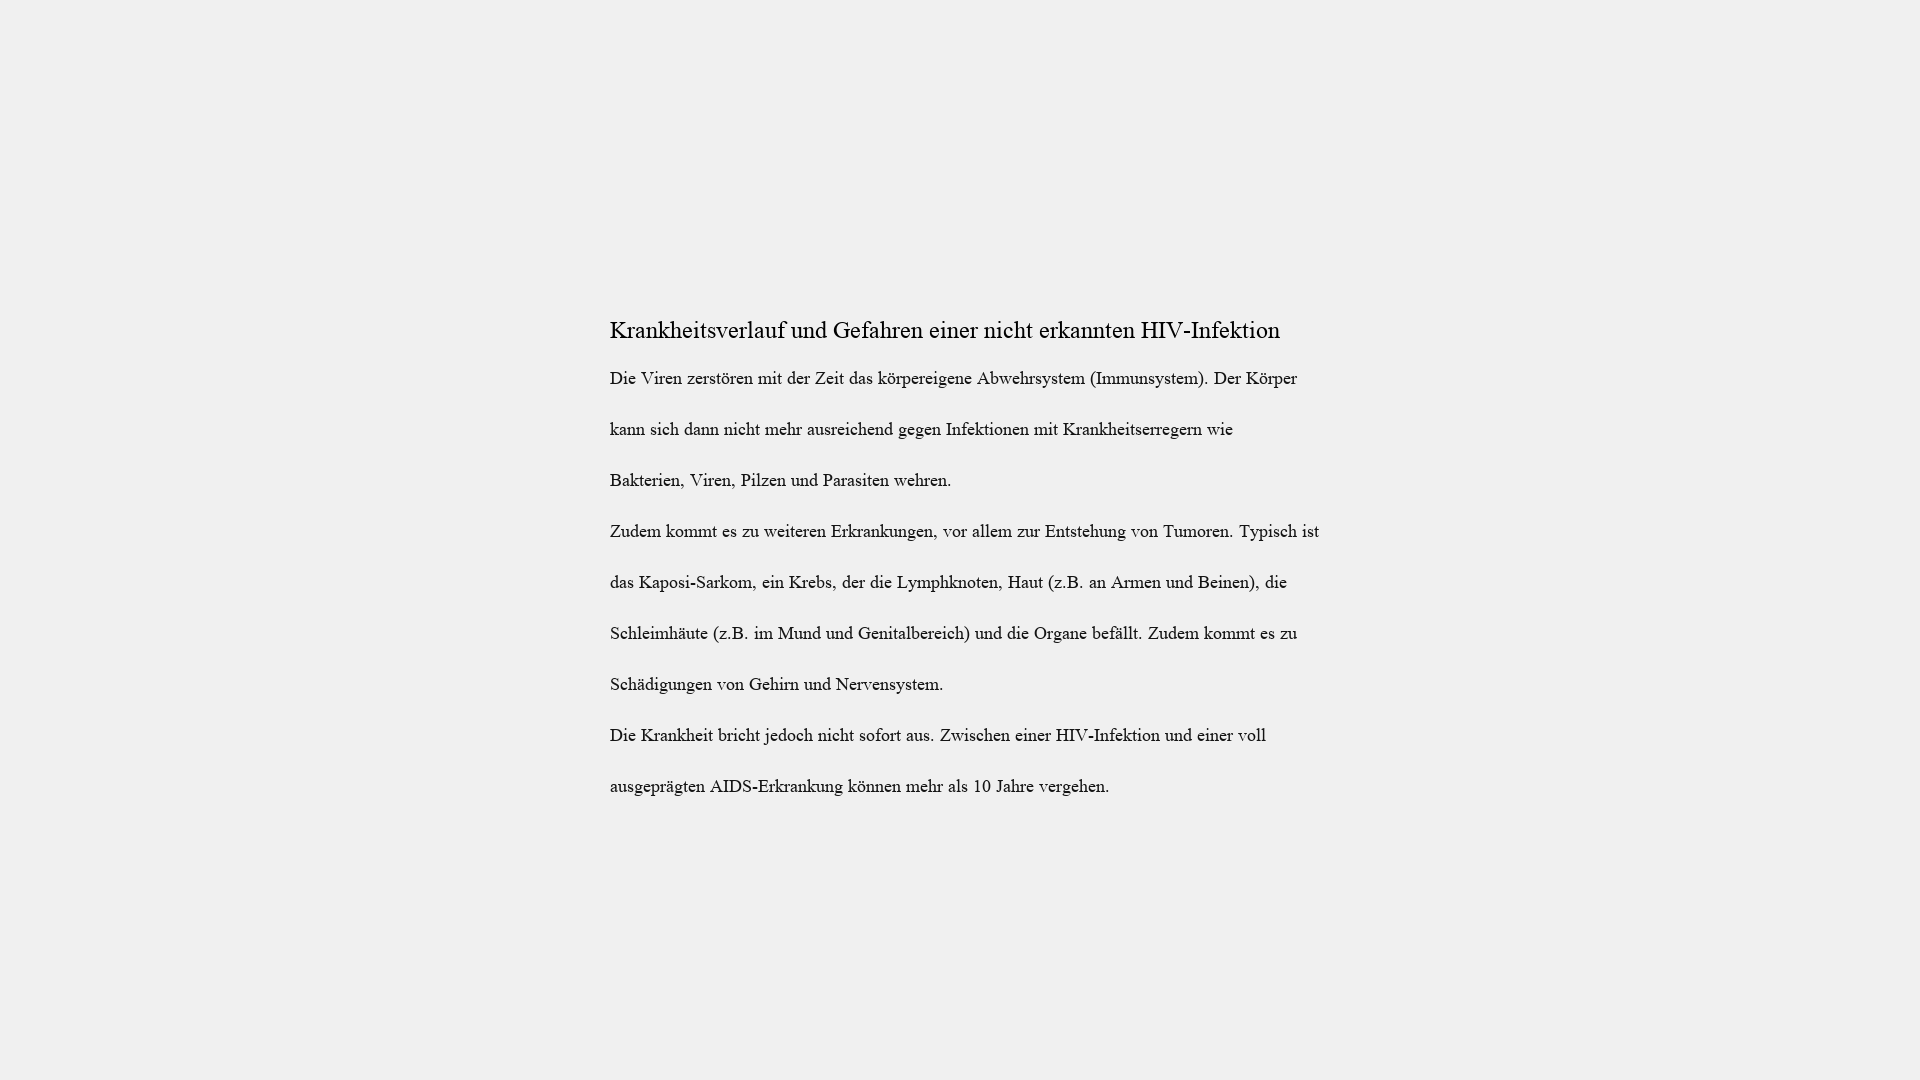 Krankheitsverlauf und Gefahren einer nicht erkannten HIV-Infektion
Die Viren zerstören mit der Zeit das körpereigene Abwehrsystem (Immunsystem). Der Körper
kann sich dann nicht mehr ausreichend gegen Infektionen mit Krankheitserregern wie
Bakterien, Viren, Pilzen und Parasiten wehren.
Zudem kommt es zu weiteren Erkrankungen, vor allem zur Entstehung von Tumoren. Typisch ist
das Kaposi-Sarkom, ein Krebs, der die Lymphknoten, Haut (z.B. an Armen und Beinen), die
Schleimhäute (z.B. im Mund und Genitalbereich) und die Organe befällt. Zudem kommt es zu
Schädigungen von Gehirn und Nervensystem.
Die Krankheit bricht jedoch nicht sofort aus. Zwischen einer HIV-Infektion und einer voll
ausgeprägten AIDS-Erkrankung können mehr als 10 Jahre vergehen.